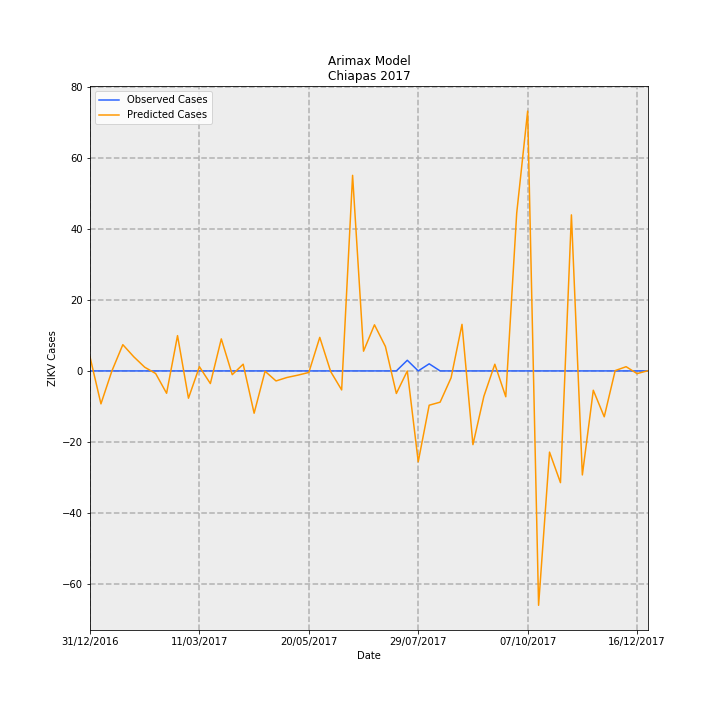 Arimax Model
Chiapas 2017
Observed Cases
Predicted Cases
80
60
40
20
0
−20
−40
−60
ZIKV Cases
31/12/2016
11/03/2017
20/05/2017
29/07/2017
07/10/2017
16/12/2017
Date